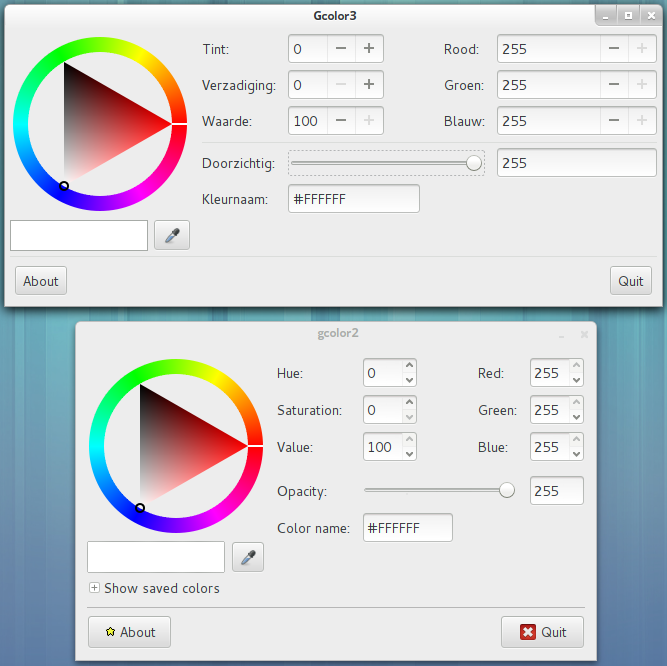 Gcolor3
Tint: 0 Rood: 255
Verzadiging: 0 Groen: 255
Waarde: 100 Blauw: 255
Doorzichtig: 255
Kleurnaam: #FFFFFF
About Quit
gcolor2
Hue: 0 Red: 255
Saturation: 0 Green: 255
Value: 100 Blue: 255
Opacity: 255
Color name: #FFFFFF
Show saved colors
About Quit